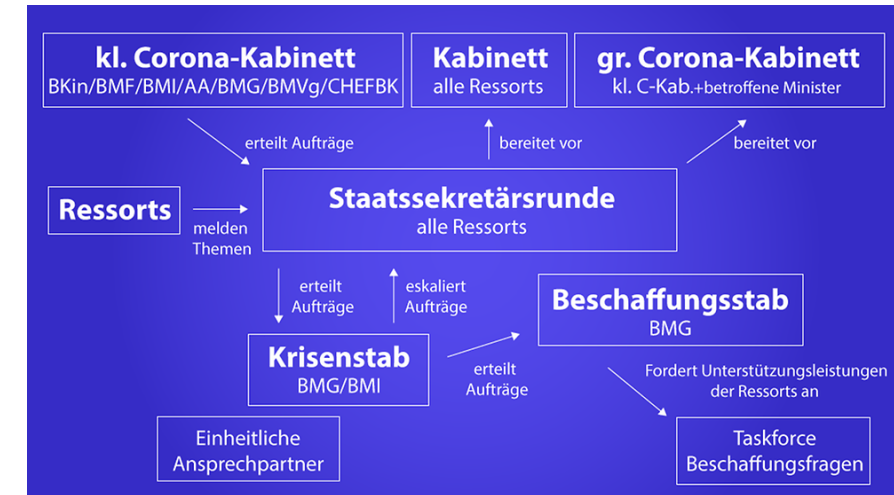 kl. Corona-Kabinett
BKin/BMF/BMI/AA/BMG/BMVg/CHEFBK
Kabinett
alle Ressorts
gr. Corona-Kabinett
kl. C-Kab.+betroffene Minister
erteilt Aufträge
bereitet vor
bereitet vor
Ressorts
melden
Themen
Staatssekretärsrunde
alle Ressorts
erteilt
Aufträge
eskaliert
Aufträge
Beschaffungsstab
BMG
Krisenstab
BMG/BMI
erteilt
Aufträge
Fordert Unterstützungsleistungen
der Ressorts an
Einheitliche
Ansprechpartner
Taskforce
Beschaffungsfragen